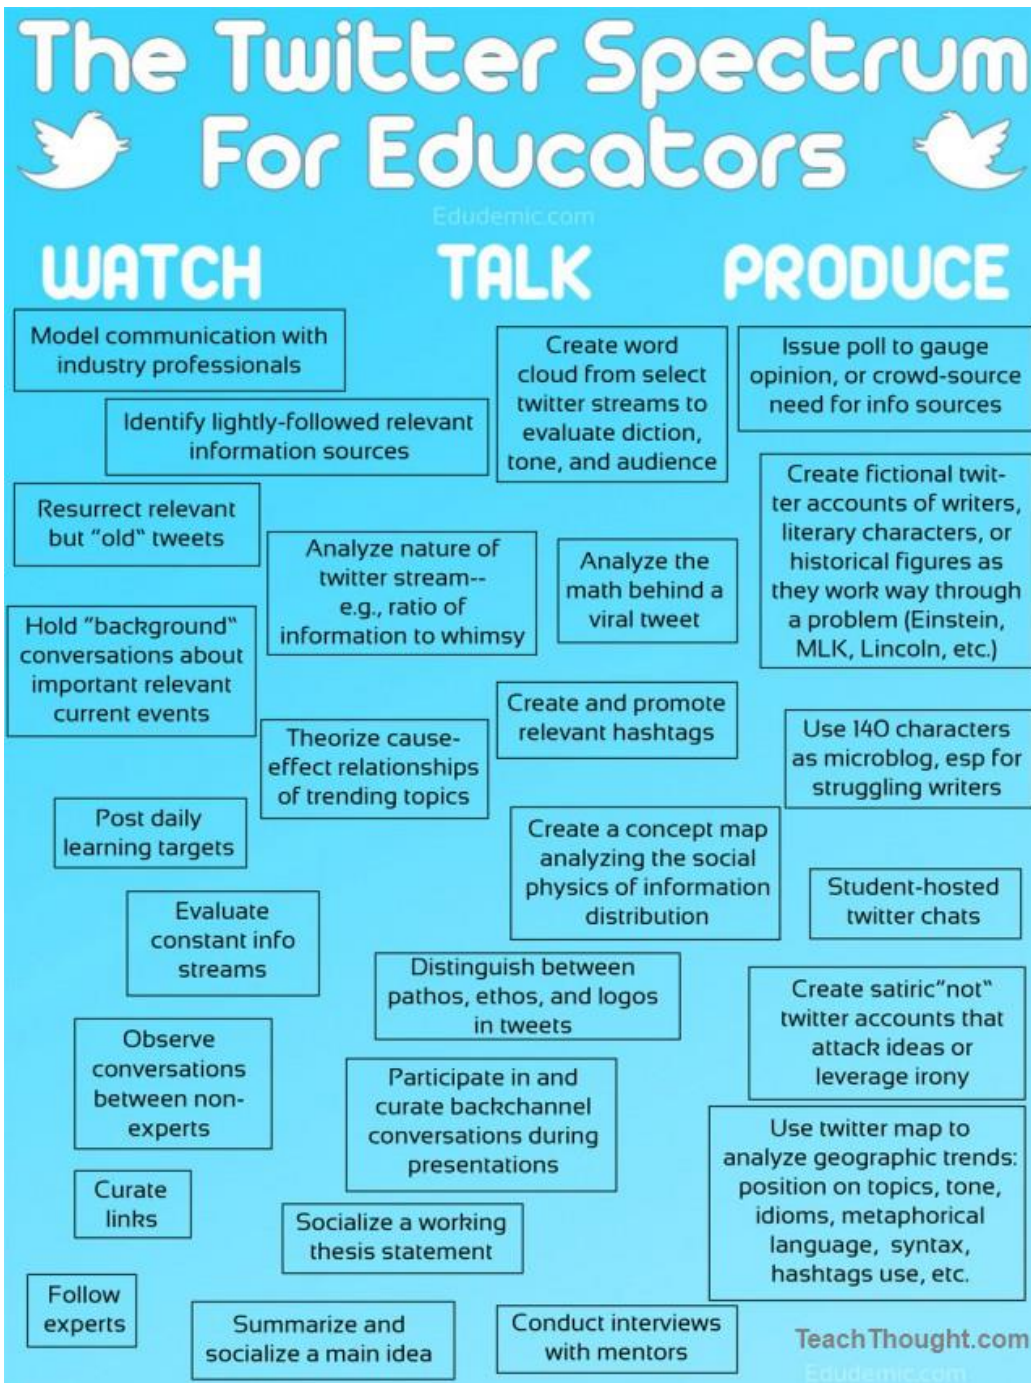 The Twitter Spectrum
For Educators
Edudemic.com
WATCH
TALK
PRODUCE
Model communication with
industry professionals
Identify lightly-followed relevant
information sources
Resurrect relevant
but "old" tweets
Analyze nature of
twitter stream--
e.g., ratio of
information to whimsy
Hold "background"
conversations about
important relevant
current events
Theorize cause-
effect relationships
of trending topics
Post daily
learning targets
Evaluate
constant info
streams
Observe
conversations
between non-
experts
Curate
links
Follow
experts
Create word
cloud from select
twitter streams to
evaluate diction,
tone, and audience
Analyze the
math behind a
viral tweet
Create and promote
relevant hashtags
Create a concept map
analyzing the social
physics of information
distribution
Distinguish between
pathos, ethos, and logos
in tweets
Participate in and
curate backchannel
conversations during
presentations
Socialize a working
thesis statement
Summarize and
socialize a main idea
Conduct interviews
with mentors
Issue poll to gauge
opinion, or crowd-source
need for info sources
Create fictional twit-
ter accounts of writers,
literary characters, or
historical figures as
they work way through
a problem (Einstein,
MLK, Lincoln, etc.)
Use 140 characters
as microblog, esp for
struggling writers
Student-hosted
twitter chats
Create satiric"not"
twitter accounts that
attack ideas or
leverage irony
Use twitter map to
analyze geographic trends:
position on topics, tone,
idioms, metaphorical
language, syntax,
hashtags use, etc.
TeachThought.com
Edudemic.com